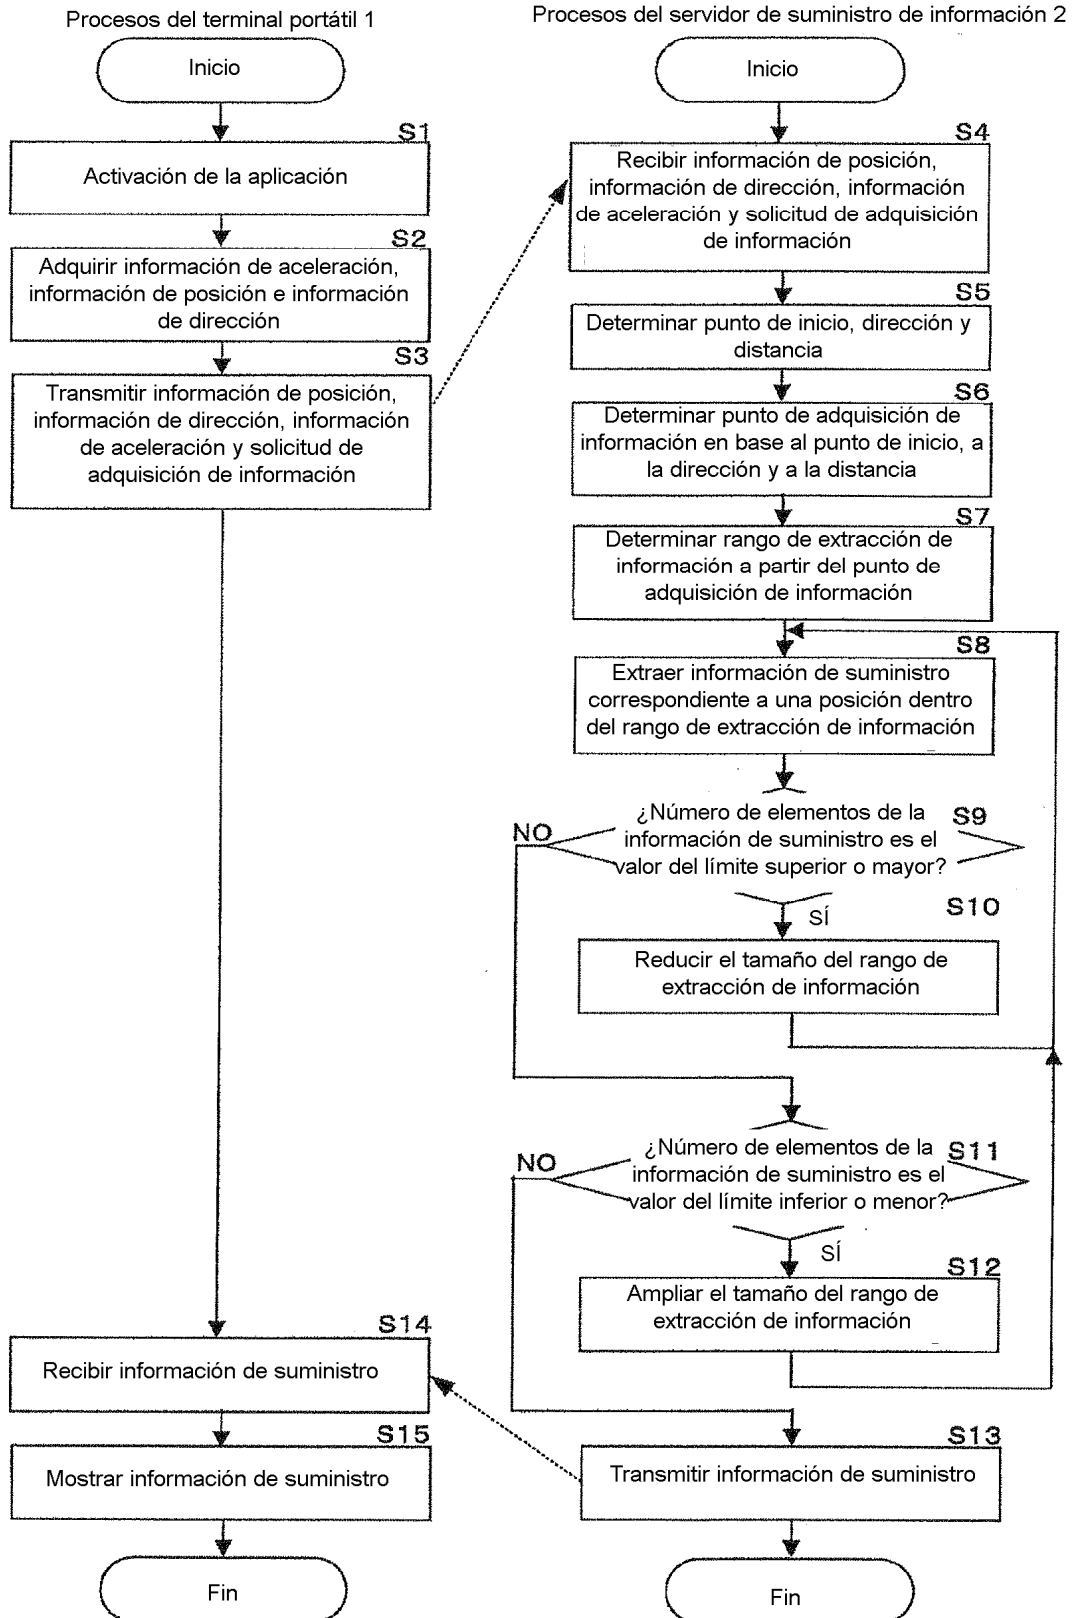 Procesos del terminal portátil 1
Inicio
S1
Activación de la aplicación
S2
Adquirir información de aceleración,
información de posición e información
de dirección
S3
Transmitir información de posición,
información de dirección, información
de aceleración y solicitud de
adquisición de información
S14
Recibir información de suministro
S15
Mostrar información de suministro
Fin
Procesos del servidor de suministro de información 2
Inicio
S4
Recibir información de posición,
información de dirección, información
de aceleración y solicitud de adquisición
de información
S5
Determinar punto de inicio, dirección y
distancia
S6
Determinar punto de adquisición de
información en base al punto de inicio, a
la dirección y a la distancia
S7
Determinar rango de extracción de
información a partir del punto de
adquisición de información
S8
Extraer información de suministro
correspondiente a una posición dentro
del rango de extracción de información
S9
¿Número de elementos de la
información de suministro es el
valor del límite superior o mayor?
NO
SÍ
S10
Reducir el tamaño del rango de
extracción de información
S11
¿Número de elementos de la
información de suministro es el
valor del límite inferior o menor?
NO
SÍ
S12
Ampliar el tamaño del rango de
extracción de información
S13
Transmitir información de suministro
Fin